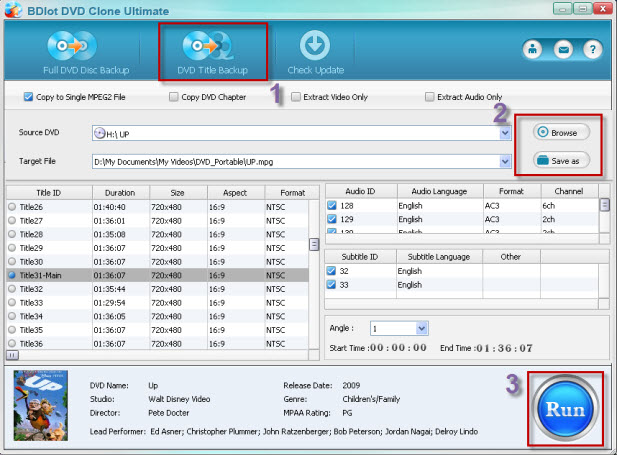 BDlot DVD Clone Ultimate
Full DVD Disc Backup DVD Title Backup Check Update ?
1
Copy to Single MPEG2 File Copy DVD Chapter Extract Video Only Extract Audio Only
2
Source DVD H:\ UP Browse
Target File D:\My Documents\My Videos\DVD_Portable\UP.mpg Save as
Title ID Duration Size Aspect Format
Title26 01:40:40 720x480 16:9 NTSC
Title27 01:36:01 720x480 16:9 NTSC
Title28 01:35:08 720x480 16:9 NTSC
Title29 01:36:07 720x480 16:9 NTSC
Title30 01:36:07 720x480 16:9 NTSC
Title31-Main 01:36:07 720x480 16:9 NTSC
Title32 01:35:44 720x480 16:9 NTSC
Title33 01:29:54 720x480 16:9 NTSC
Title34 01:36:05 720x480 16:9 NTSC
Title35 01:36:07 720x480 16:9 NTSC
Title36 01:36:07 720x480 16:9 NTSC
Audio ID Audio Language Format Channel
128 English AC3 6ch
129 English AC3 2ch
130 English AC3 2ch
Subtitle ID Subtitle Language Other
32 English
33 English
Angle : 1
Start Time :00 : 00 : 00 End Time :01 : 36 : 07
UP
DVD Name: Up Release Date: 2009
Studio: Walt Disney Video Genre: Children's/Family
Director: Pete Docter MPAA Rating: PG
Lead Performer: Ed Asner; Christopher Plummer; John Ratzenberger; Bob Peterson; Jordan Nagai; Delroy Lindo
3
Run